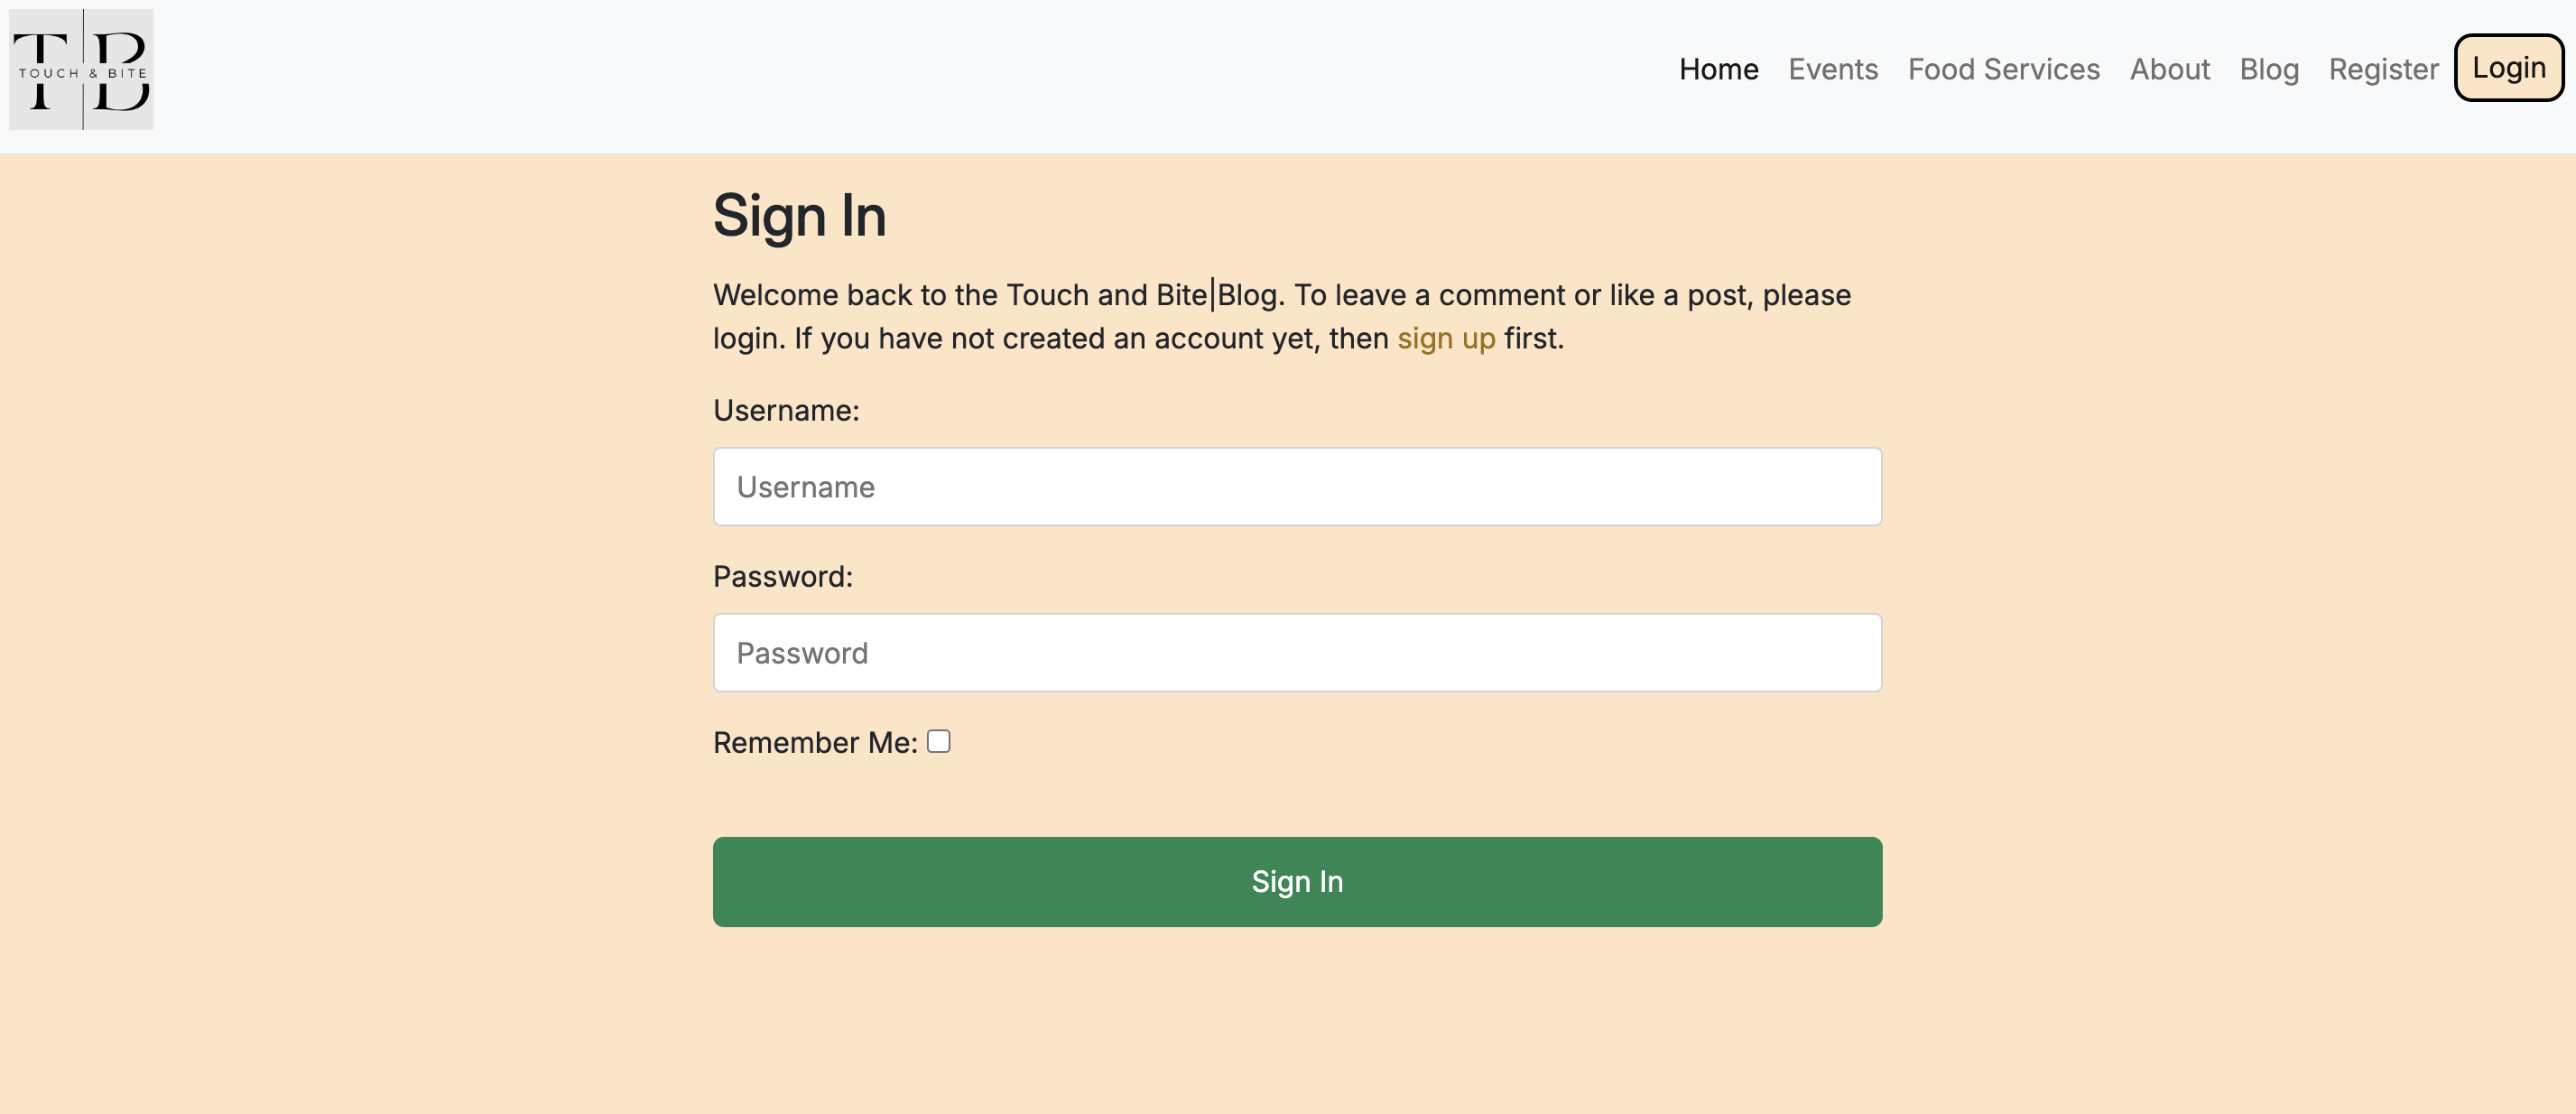 TB
TOUCH & BITE
Home Events Food Services About Blog Register Login
Sign In
Welcome back to the Touch and Bite|Blog. To leave a comment or like a post, please
login. If you have not created an account yet, then sign up first.
Username:
Username
Password:
Password
Remember Me:
Sign In